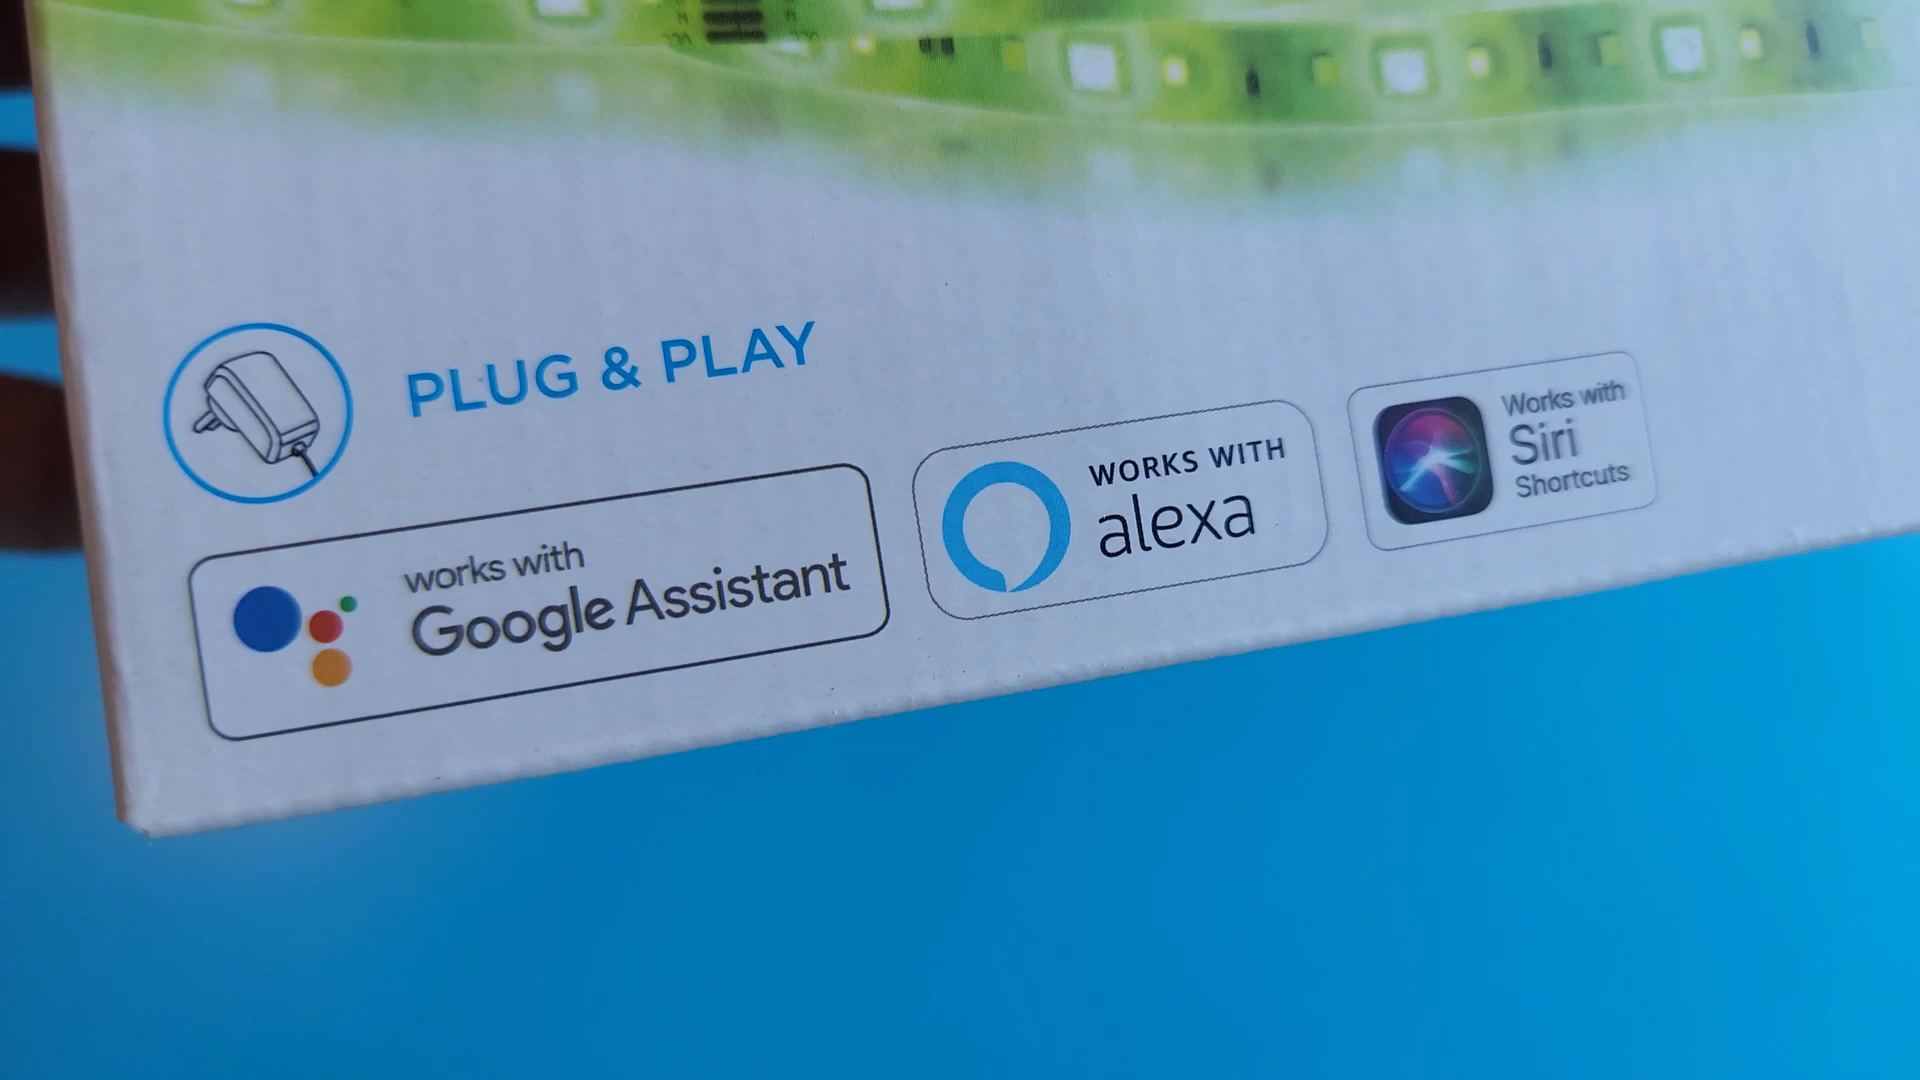 PLUG & PLAY
works with
Google Assistant
WORKS WITH
alexa
Works with
Siri
Shortcuts